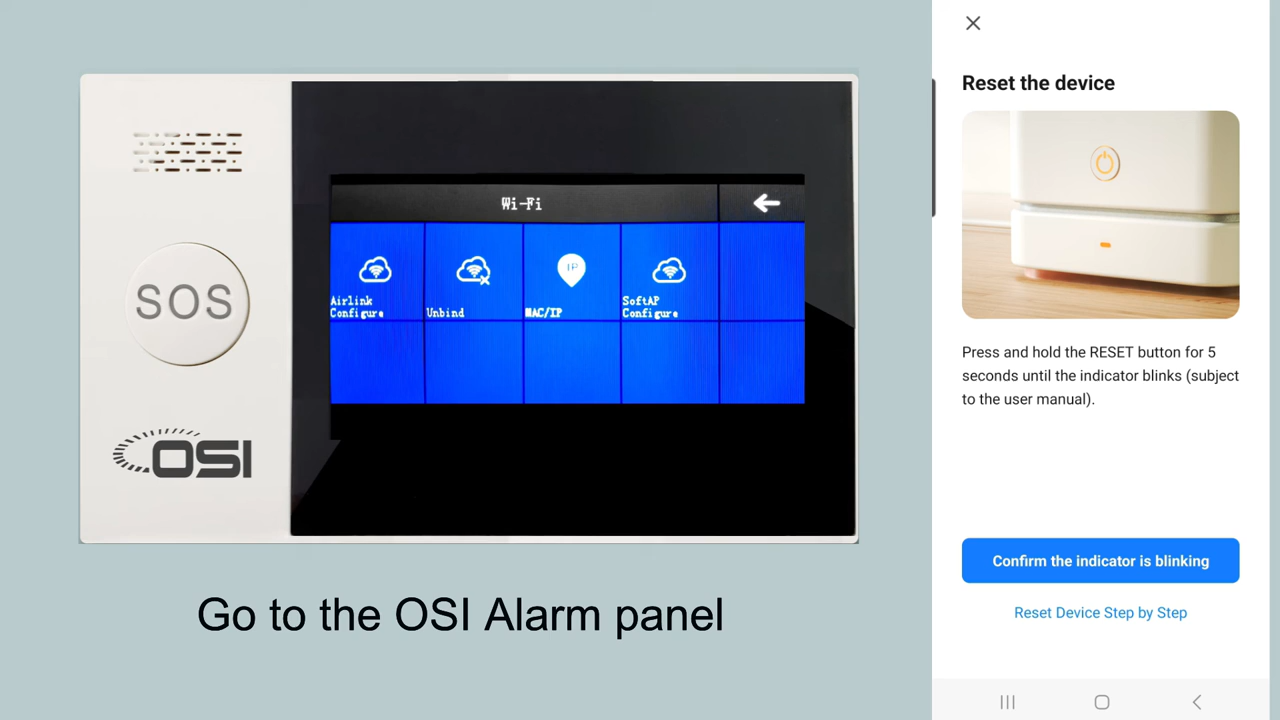 Wi-Fi
IP
Airlink
Configure
Unbind
MAC/IP
SoftAP
Configure
SOS
OSI
Go to the OSI Alarm panel
Reset the device
Press and hold the RESET button for 5
seconds until the indicator blinks (subject
to the user manual).
Confirm the indicator is blinking
Reset Device Step by Step